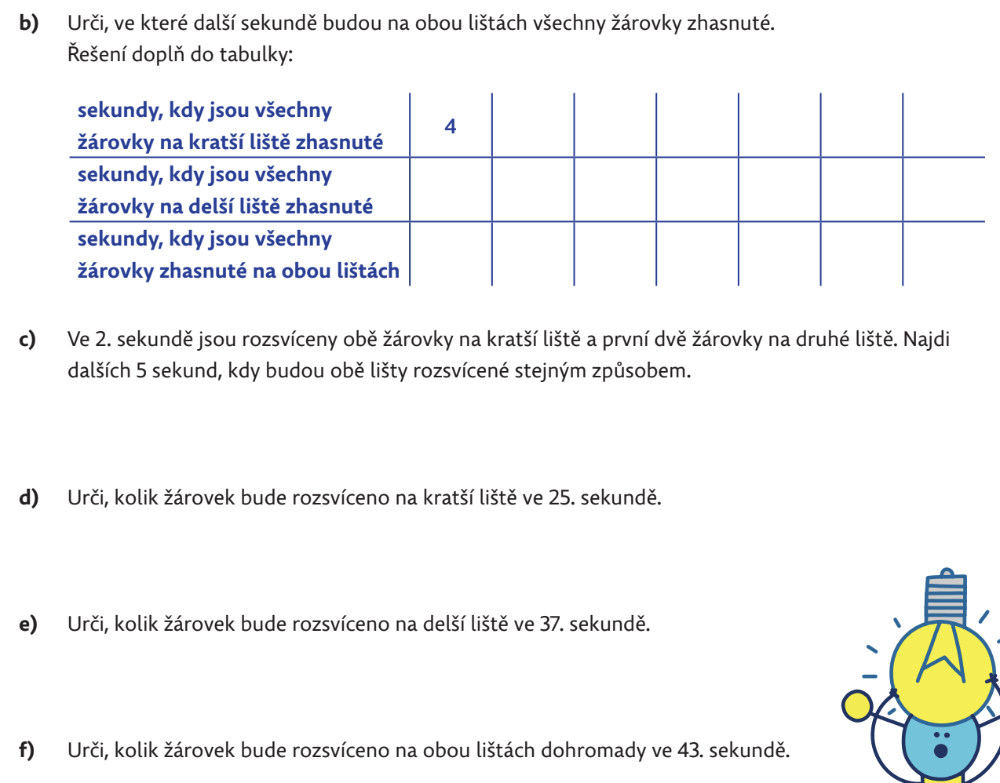 b) Urči, ve které další sekundě budou na obou lištách všechny žárovky zhasnuté.
Řešení doplň do tabulky:
sekundy, kdy jsou všechny
žárovky na kratší liště zhasnuté 4
sekundy, kdy jsou všechny
žárovky na delší liště zhasnuté
sekundy, kdy jsou všechny
žárovky zhasnuté na obou lištách
c) Ve 2. sekundě jsou rozsvíceny obě žárovky na kratší liště a první dvě žárovky na druhé liště. Najdi
dalších 5 sekund, kdy budou obě lišty rozsvícené stejným způsobem.
d) Urči, kolik žárovek bude rozsvíceno na kratší liště ve 25. sekundě.
e) Urči, kolik žárovek bude rozsvíceno na delší liště ve 37. sekundě.
f) Urči, kolik žárovek bude rozsvíceno na obou lištách dohromady ve 43. sekundě.